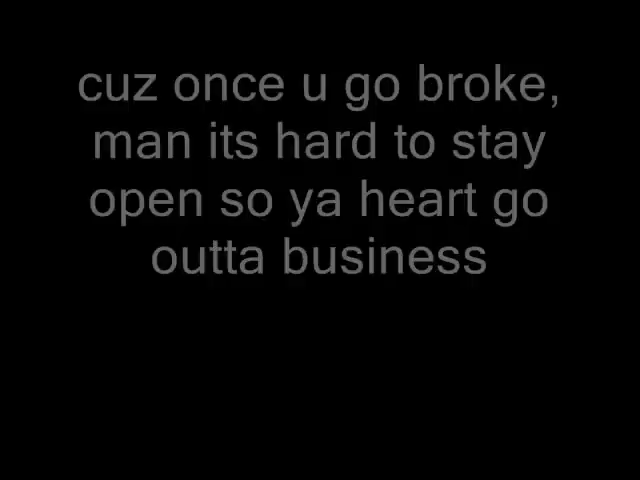 cuz once u go broke,
man its hard to stay
open so ya heart go
outta business